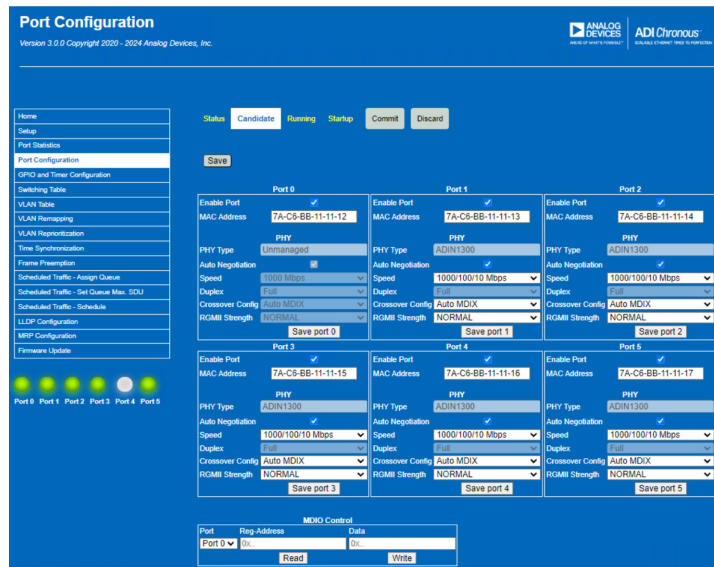 Port Configuration
Version 3.0.0 Copyright 2020 - 2024 Analog Devices, Inc.
ANALOG
DEVICES
AHEAD OF WHAT'S POSSIBLE™
ADI Chronous™
SCALABLE ETHERNET TIMED TO PERFECTION
Home
Setup
Port Statistics
Port Configuration
GPIO and Timer Configuration
Switching Table
VLAN Table
VLAN Remapping
VLAN Reprioritization
Time Synchronization
Frame Preemption
Scheduled Traffic - Assign Queue
Scheduled Traffic - Set Queue Max. SDU
Scheduled Traffic - Schedule
LLDP Configuration
MRP Configuration
Firmware Update
Port 0 Port 1 Port 2 Port 3 Port 4 Port 5
Status Candidate Running Startup Commit Discard
Save
Port 0
Enable Port
MAC Address 7A-C6-BB-11-11-12
PHY
PHY Type Unmanaged
Auto Negotiation
Speed 1000 Mbps
Duplex Full
Crossover Config Auto MDIX
RGMII Strength NORMAL
Save port 0
Port 1
Enable Port
MAC Address 7A-C6-BB-11-11-13
PHY
PHY Type ADIN1300
Auto Negotiation
Speed 1000/100/10 Mbps
Duplex Full
Crossover Config Auto MDIX
RGMII Strength NORMAL
Save port 1
Port 2
Enable Port
MAC Address 7A-C6-BB-11-11-14
PHY
PHY Type ADIN1300
Auto Negotiation
Speed 1000/100/10 Mbps
Duplex Full
Crossover Config Auto MDIX
RGMII Strength NORMAL
Save port 2
Port 3
Enable Port
MAC Address 7A-C6-BB-11-11-15
PHY
PHY Type ADIN1300
Auto Negotiation
Speed 1000/100/10 Mbps
Duplex Full
Crossover Config Auto MDIX
RGMII Strength NORMAL
Save port 3
Port 4
Enable Port
MAC Address 7A-C6-BB-11-11-16
PHY
PHY Type ADIN1300
Auto Negotiation
Speed 1000/100/10 Mbps
Duplex Full
Crossover Config Auto MDIX
RGMII Strength NORMAL
Save port 4
Port 5
Enable Port
MAC Address 7A-C6-BB-11-11-17
PHY
PHY Type ADIN1300
Auto Negotiation
Speed 1000/100/10 Mbps
Duplex Full
Crossover Config Auto MDIX
RGMII Strength NORMAL
Save port 5
MDIO Control
Port Reg-Address Data
Port 0 0x.. 0x..
Read Write